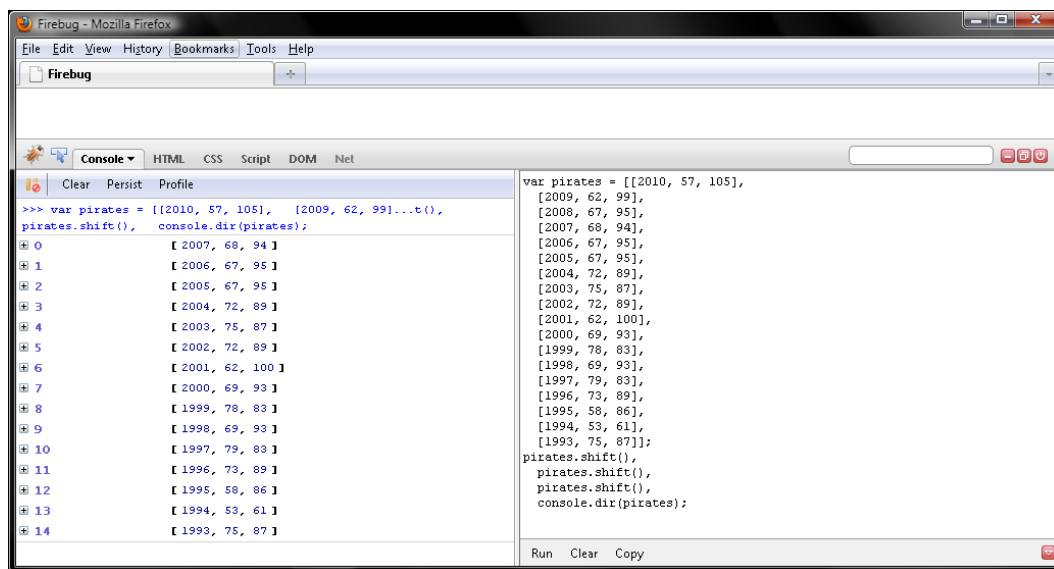 Firebug - Mozilla Firefox
File Edit View History Bookmarks Tools Help
Firebug
Console HTML CSS Script DOM Net
Clear Persist Profile
>>> var pirates = [[2010, 57, 105], [2009, 62, 99]...t(),
pirates.shift(), console.dir(pirates);
0 [ 2007, 68, 94 ]
1 [ 2006, 67, 95 ]
2 [ 2005, 67, 95 ]
3 [ 2004, 72, 89 ]
4 [ 2003, 75, 87 ]
5 [ 2002, 72, 89 ]
6 [ 2001, 62, 100 ]
7 [ 2000, 69, 93 ]
8 [ 1999, 78, 83 ]
9 [ 1998, 69, 93 ]
10 [ 1997, 79, 83 ]
11 [ 1996, 73, 89 ]
12 [ 1995, 58, 86 ]
13 [ 1994, 53, 61 ]
14 [ 1993, 75, 87 ]
var pirates = [[2010, 57, 105],
[2009, 62, 99],
[2008, 67, 95],
[2007, 68, 94],
[2006, 67, 95],
[2005, 67, 95],
[2004, 72, 89],
[2003, 75, 87],
[2002, 72, 89],
[2001, 62, 100],
[2000, 69, 93],
[1999, 78, 83],
[1998, 69, 93],
[1997, 79, 83],
[1996, 73, 89],
[1995, 58, 86],
[1994, 53, 61],
[1993, 75, 87]];
pirates.shift(),
pirates.shift(),
pirates.shift(),
console.dir(pirates);
Run Clear Copy